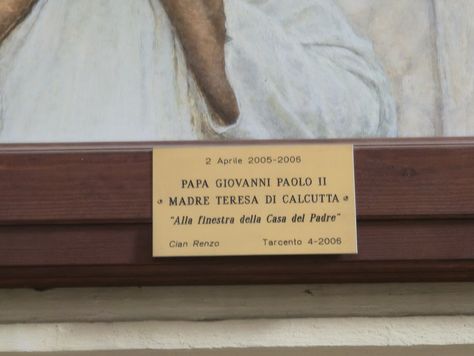 2 Aprile 2005-2006
PAPA GIOVANNI PAOLO II
MADRE TERESA DI CALCUTTA
"Alla finestra della Casa del Padre"
Cian Renzo Tarcento 4-2006